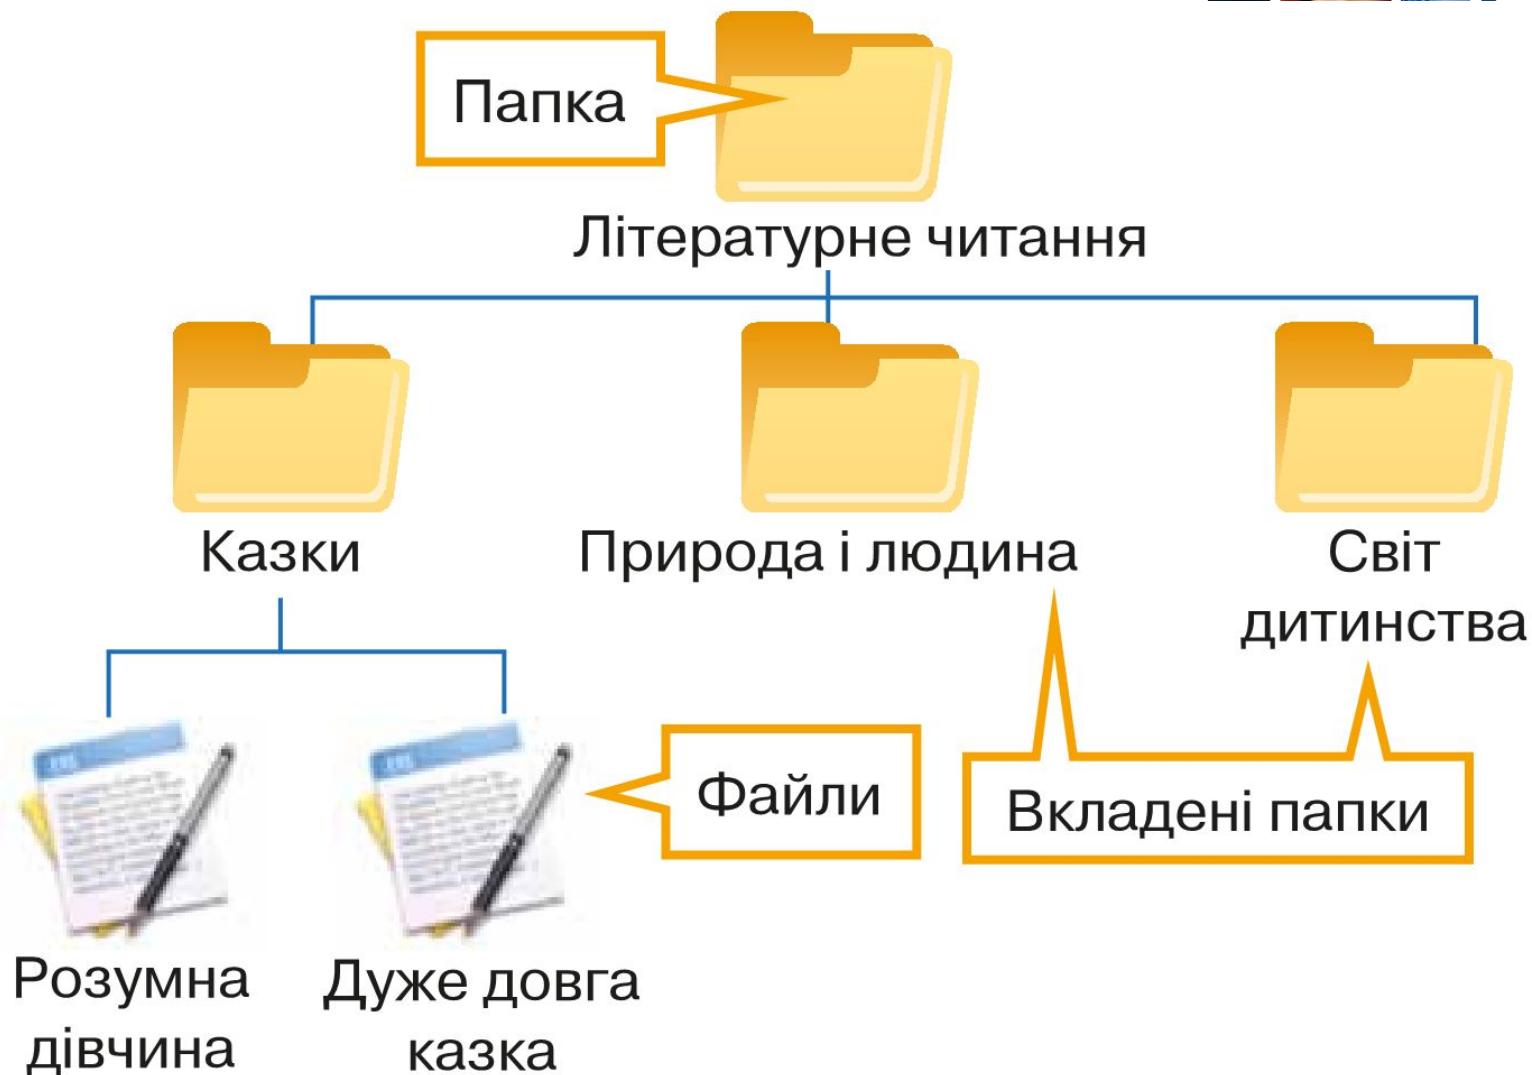 Папка
Літературне читання
Казки
Природа і людина
Світ
дитинства
Файли
Вкладені папки
Розумна
дівчина
Дуже довга
казка